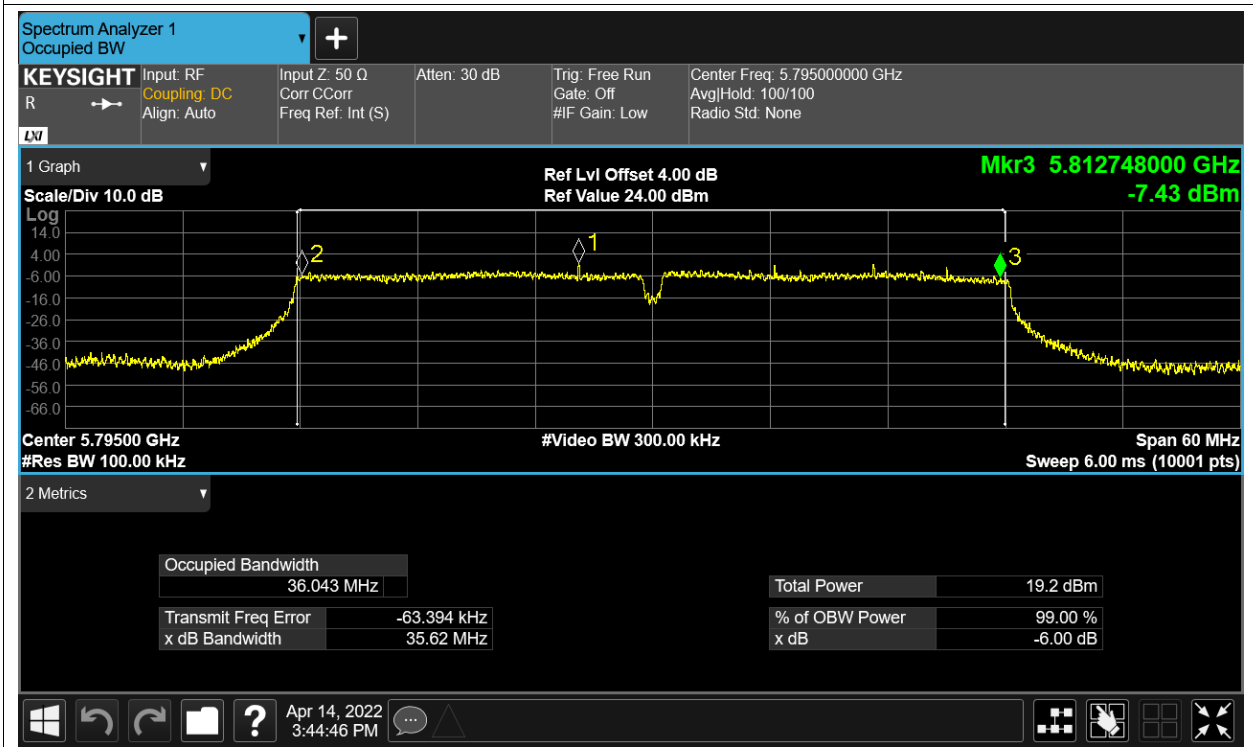 Spectrum Analyzer 1
Occupied BW
KEYSIGHT
R
LXI
Input: RF
Coupling: DC
Align: Auto
Input Z: 50 Ω
Corr CCorr
Freq Ref: Int (S)
Atten: 30 dB
Trig: Free Run
Gate: Off
#IF Gain: Low
Center Freq: 5.795000000 GHz
Avg|Hold: 100/100
Radio Std: None
1 Graph
Scale/Div 10.0 dB
Ref Lvl Offset 4.00 dB
Ref Value 24.00 dBm
Mkr3 5.812748000 GHz
-7.43 dBm
Log
14.0
4.00
-6.00
-16.0
-26.0
-36.0
-46.0
-56.0
-66.0
2
1
3
Center 5.79500 GHz
#Res BW 100.00 kHz
#Video BW 300.00 kHz
Span 60 MHz
Sweep 6.00 ms (10001 pts)
2 Metrics
Occupied Bandwidth
36.043 MHz
Transmit Freq Error -63.394 kHz
x dB Bandwidth 35.62 MHz
Total Power 19.2 dBm
% of OBW Power 99.00 %
x dB -6.00 dB
?
Apr 14, 2022
3:44:46 PM